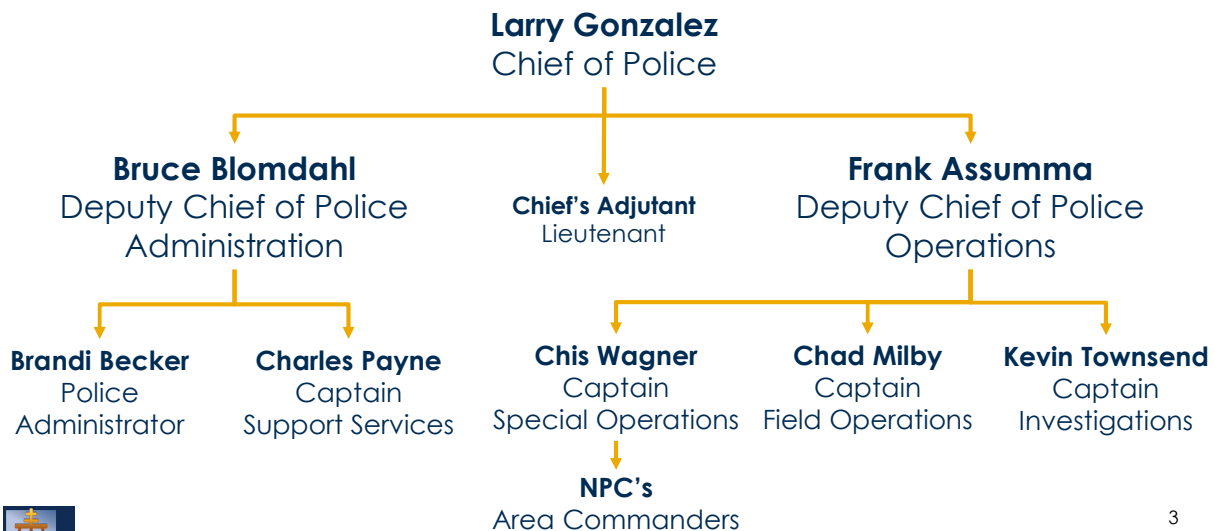 Larry Gonzalez
Chief of Police
Bruce Blomdahl
Deputy Chief of Police
Administration
Chief's Adjutant
Lieutenant
Frank Assumma
Deputy Chief of Police
Operations
Brandi Becker
Police
Administrator
Charles Payne
Captain
Support Services
Chis Wagner
Captain
Special Operations
Chad Milby
Captain
Field Operations
Kevin Townsend
Captain
Investigations
NPC's
Area Commanders
3